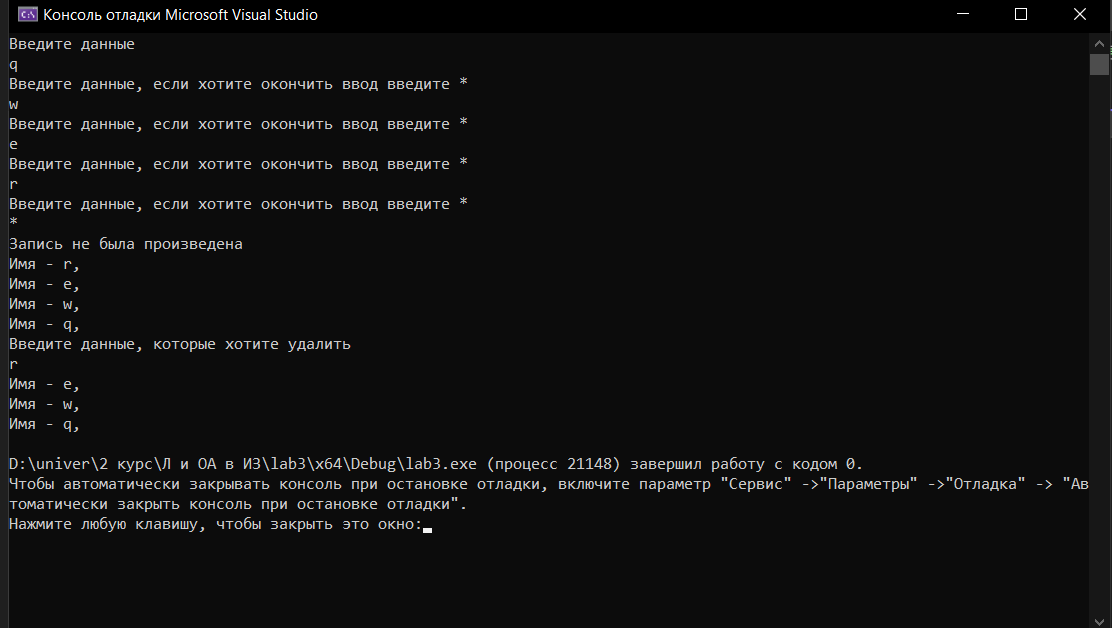 Консоль отладки Microsoft Visual Studio
Введите данные
q
Введите данные, если хотите окончить ввод введите *
w
Введите данные, если хотите окончить ввод введите *
e
Введите данные, если хотите окончить ввод введите *
r
Введите данные, если хотите окончить ввод введите *
*
Запись не была произведена
Имя - r,
Имя - e,
Имя - w,
Имя - q,
Введите данные, которые хотите удалить
r
Имя - e,
Имя - w,
Имя - q,
D:\univer\2 курс\Л и ОА в ИЗ\lab3\x64\Debug\lab3.exe (процесс 21148) завершил работу с кодом 0.
Чтобы автоматически закрывать консоль при остановке отладки, включите параметр "Сервис" ->"Параметры" ->"Отладка" -> "Ав
томатически закрыть консоль при остановке отладки".
Нажмите любую клавишу, чтобы закрыть это окно: